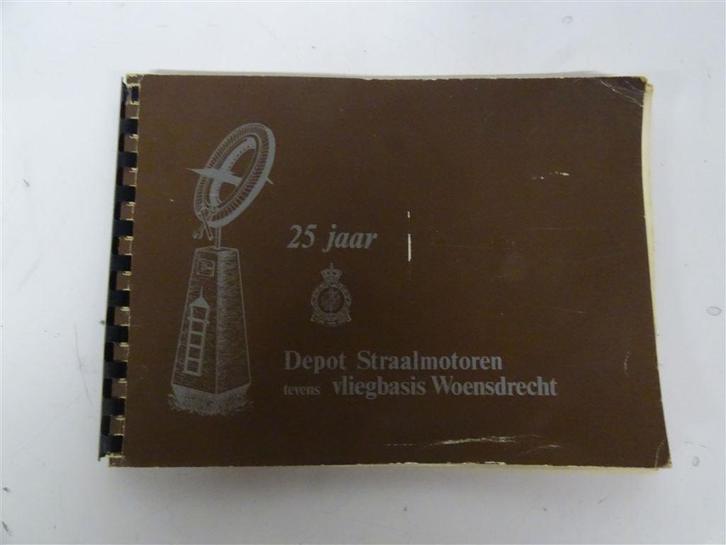 25 jaar
Depot Straalmotoren
tevens vliegbasis Woensdrecht